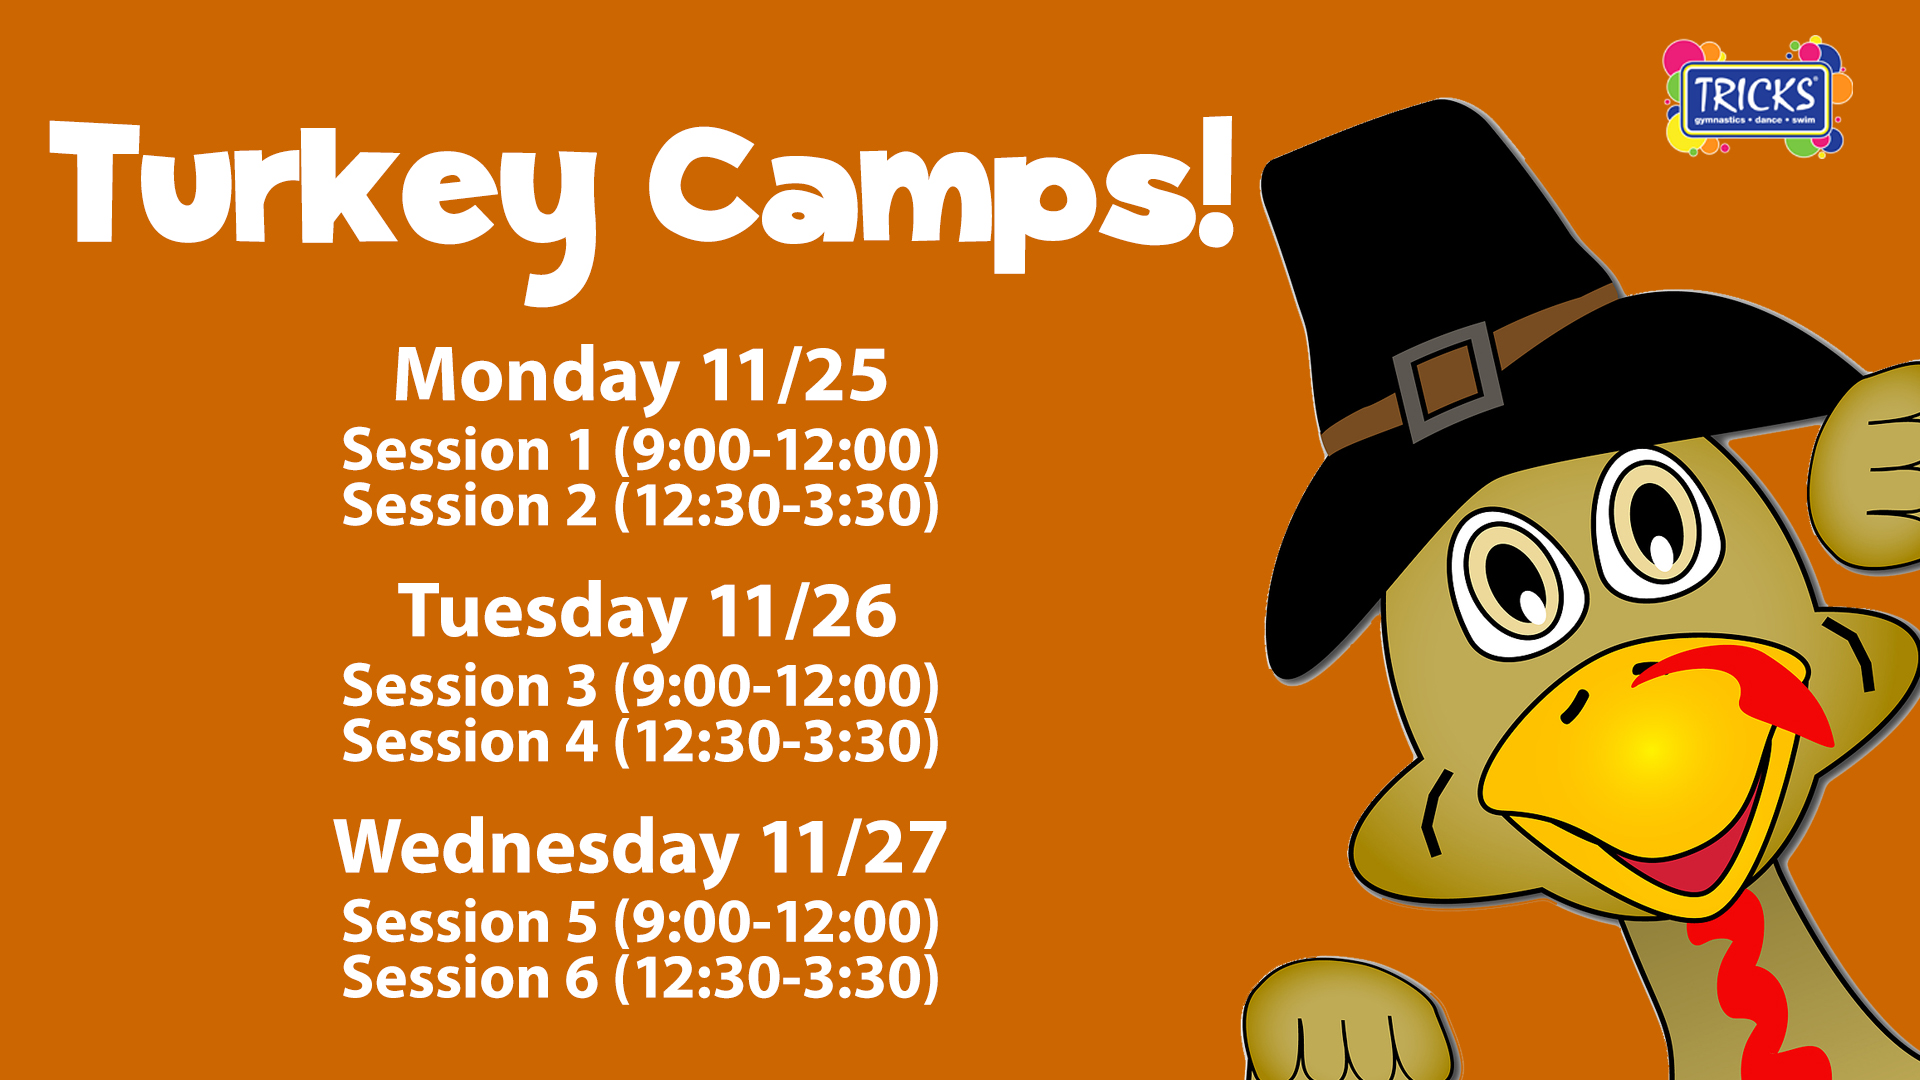 TRICKS®
gymnastics • dance • swim
Turkey Camps!
Monday 11/25
Session 1 (9:00-12:00)
Session 2 (12:30-3:30)
Tuesday 11/26
Session 3 (9:00-12:00)
Session 4 (12:30-3:30)
Wednesday 11/27
Session 5 (9:00-12:00)
Session 6 (12:30-3:30)